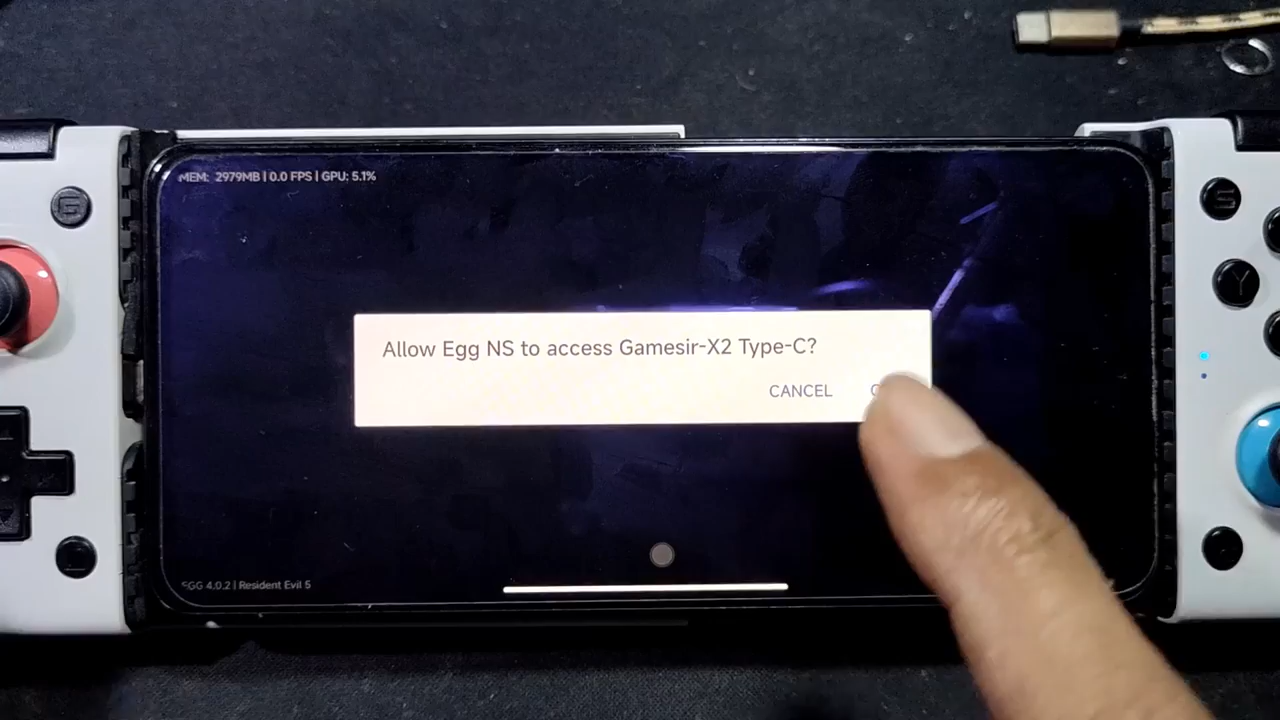 MEM: 2979MB | 0.0 FPS | GPU: 5.1%
Allow Egg NS to access Gamesir-X2 Type-C?
CANCEL
EGG 4.0.2 | Resident Evil 5
G
S
Y